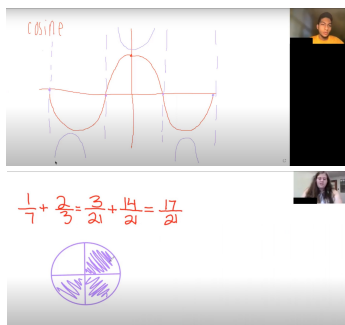 cosine
1/7 + 2/3 = 3/21 + 14/21 = 17/21